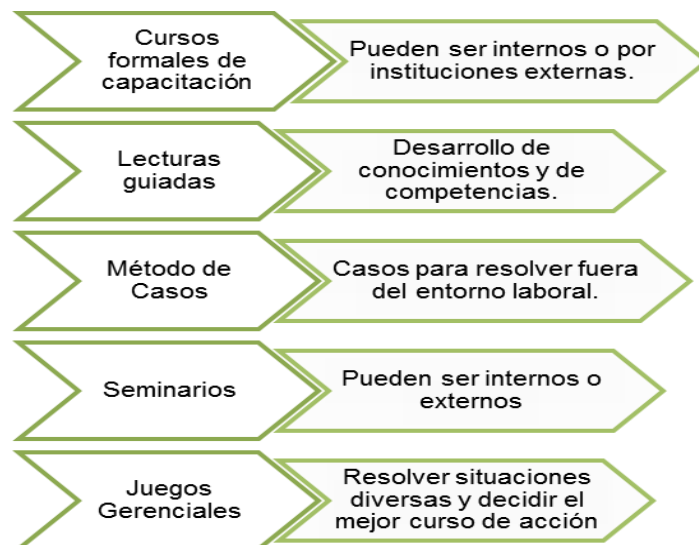 Cursos
formales de
capacitación
Pueden ser internos o por
instituciones externas.
Lecturas
guiadas
Desarrollo de
conocimientos y de
competencias.
Método de
Casos
Casos para resolver fuera
del entorno laboral.
Seminarios
Pueden ser internos o
externos
Juegos
Gerenciales
Resolver situaciones
diversas y decidir el
mejor curso de acción